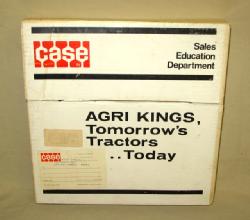 case
Sales
Education
Department
AGRI KINGS,
Tomorrow's
Tractors
...Today
case